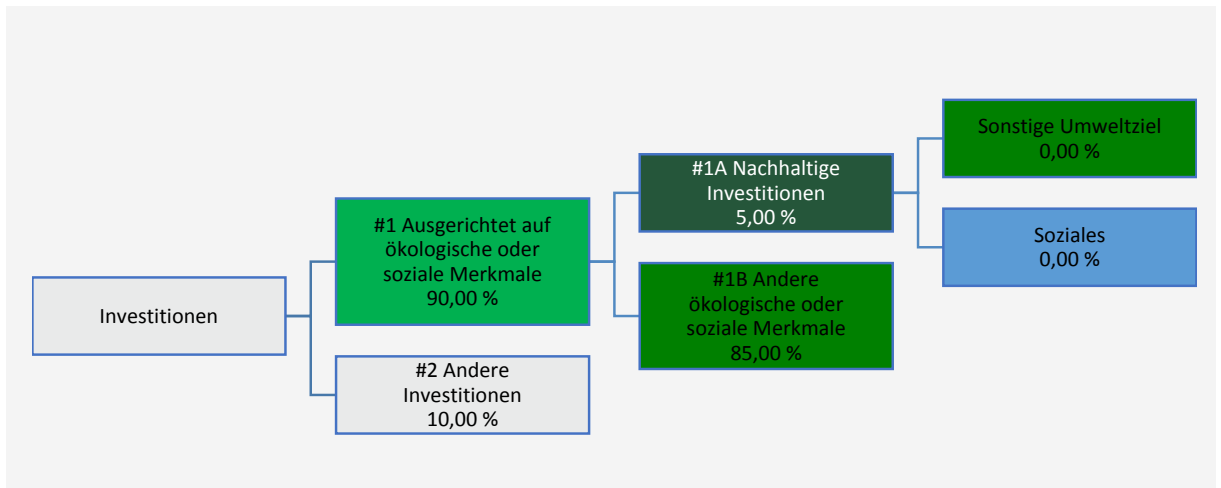 Investitionen
#1 Ausgerichtet auf
ökologische oder
soziale Merkmale
90,00 %
#2 Andere
Investitionen
10,00 %
#1A Nachhaltige
Investitionen
5,00 %
#1B Andere
ökologische oder
soziale Merkmale
85,00 %
Sonstige Umweltziel
0,00 %
Soziales
0,00 %